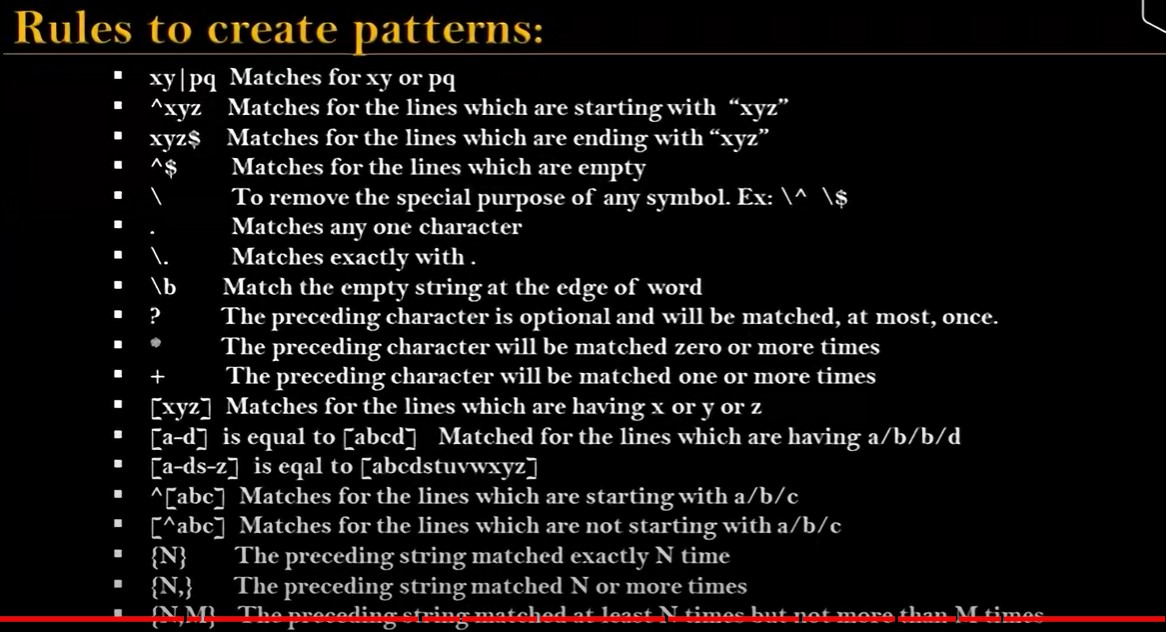 Rules to create patterns:
xy|pq Matches for xy or pq
^xyz Matches for the lines which are starting with “xyz”
xyz$ Matches for the lines which are ending with “xyz”
^$ Matches for the lines which are empty
\ To remove the special purpose of any symbol. Ex: \^ \$
. Matches any one character
\. Matches exactly with .
\b Match the empty string at the edge of word
? The preceding character is optional and will be matched, at most, once.
* The preceding character will be matched zero or more times
+ The preceding character will be matched one or more times
[xyz] Matches for the lines which are having x or y or z
[a-d] is equal to [abcd] Matched for the lines which are having a/b/b/d
[a-ds-z] is eqal to [abcdstuvwxyz]
^[abc] Matches for the lines which are starting with a/b/c
[^abc] Matches for the lines which are not starting with a/b/c
{N} The preceding string matched exactly N time
{N,} The preceding string matched N or more times
{N,M} The preceding string matched at least N times but not more than M times